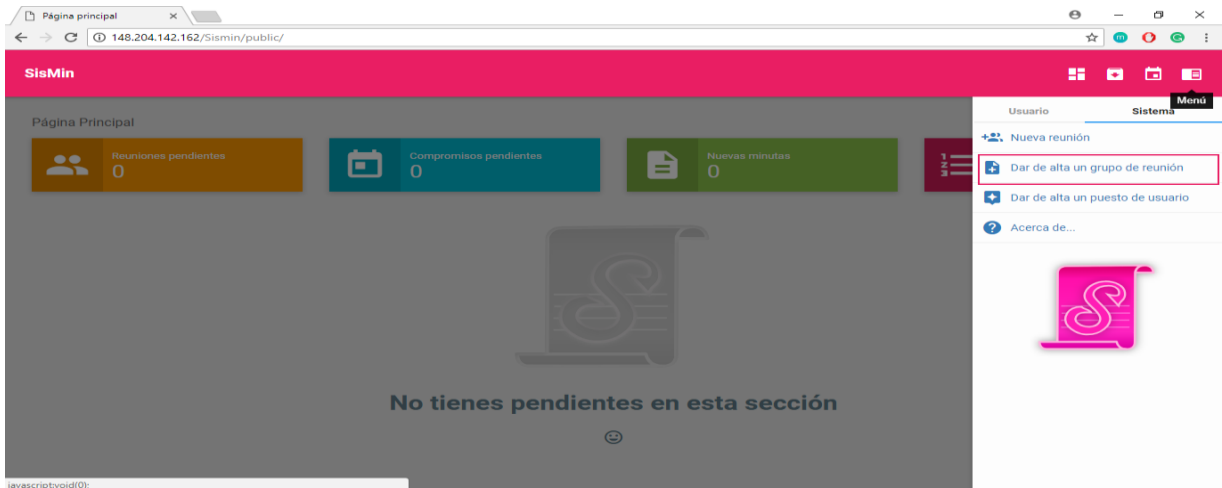 Página principal
148.204.142.162/Sismin/public/
SisMin
Menú
Usuario
Sistema
Página Principal
Reuniones pendientes
0
Compromisos pendientes
0
Nuevas minutas
0
Nueva reunión
Dar de alta un grupo de reunión
Dar de alta un puesto de usuario
Acerca de...
No tienes pendientes en esta sección
javascript:void(0);